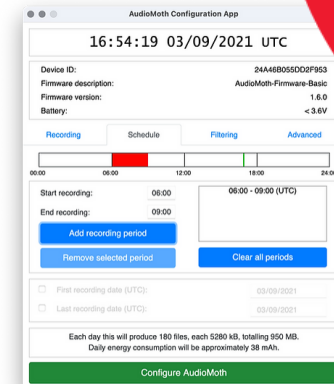 AudioMoth Configuration App
16:54:19 03/09/2021 UTC
Device ID: 24A46B055DD2F953
Firmware description: AudioMoth-Firmware-Basic
Firmware version: 1.6.0
Battery: < 3.6V
Recording Schedule Filtering Advanced
00:00 06:00 12:00 18:00 24:00
Start recording: 06:00
06:00 - 09:00 (UTC)
End recording: 09:00
Add recording period
Remove selected period Clear all periods
First recording date (UTC): 03/09/2021
Last recording date (UTC): 03/09/2021
Each day this will produce 180 files, each 5280 kB, totalling 950 MB.
Daily energy consumption will be approximately 38 mAh.
Configure AudioMoth